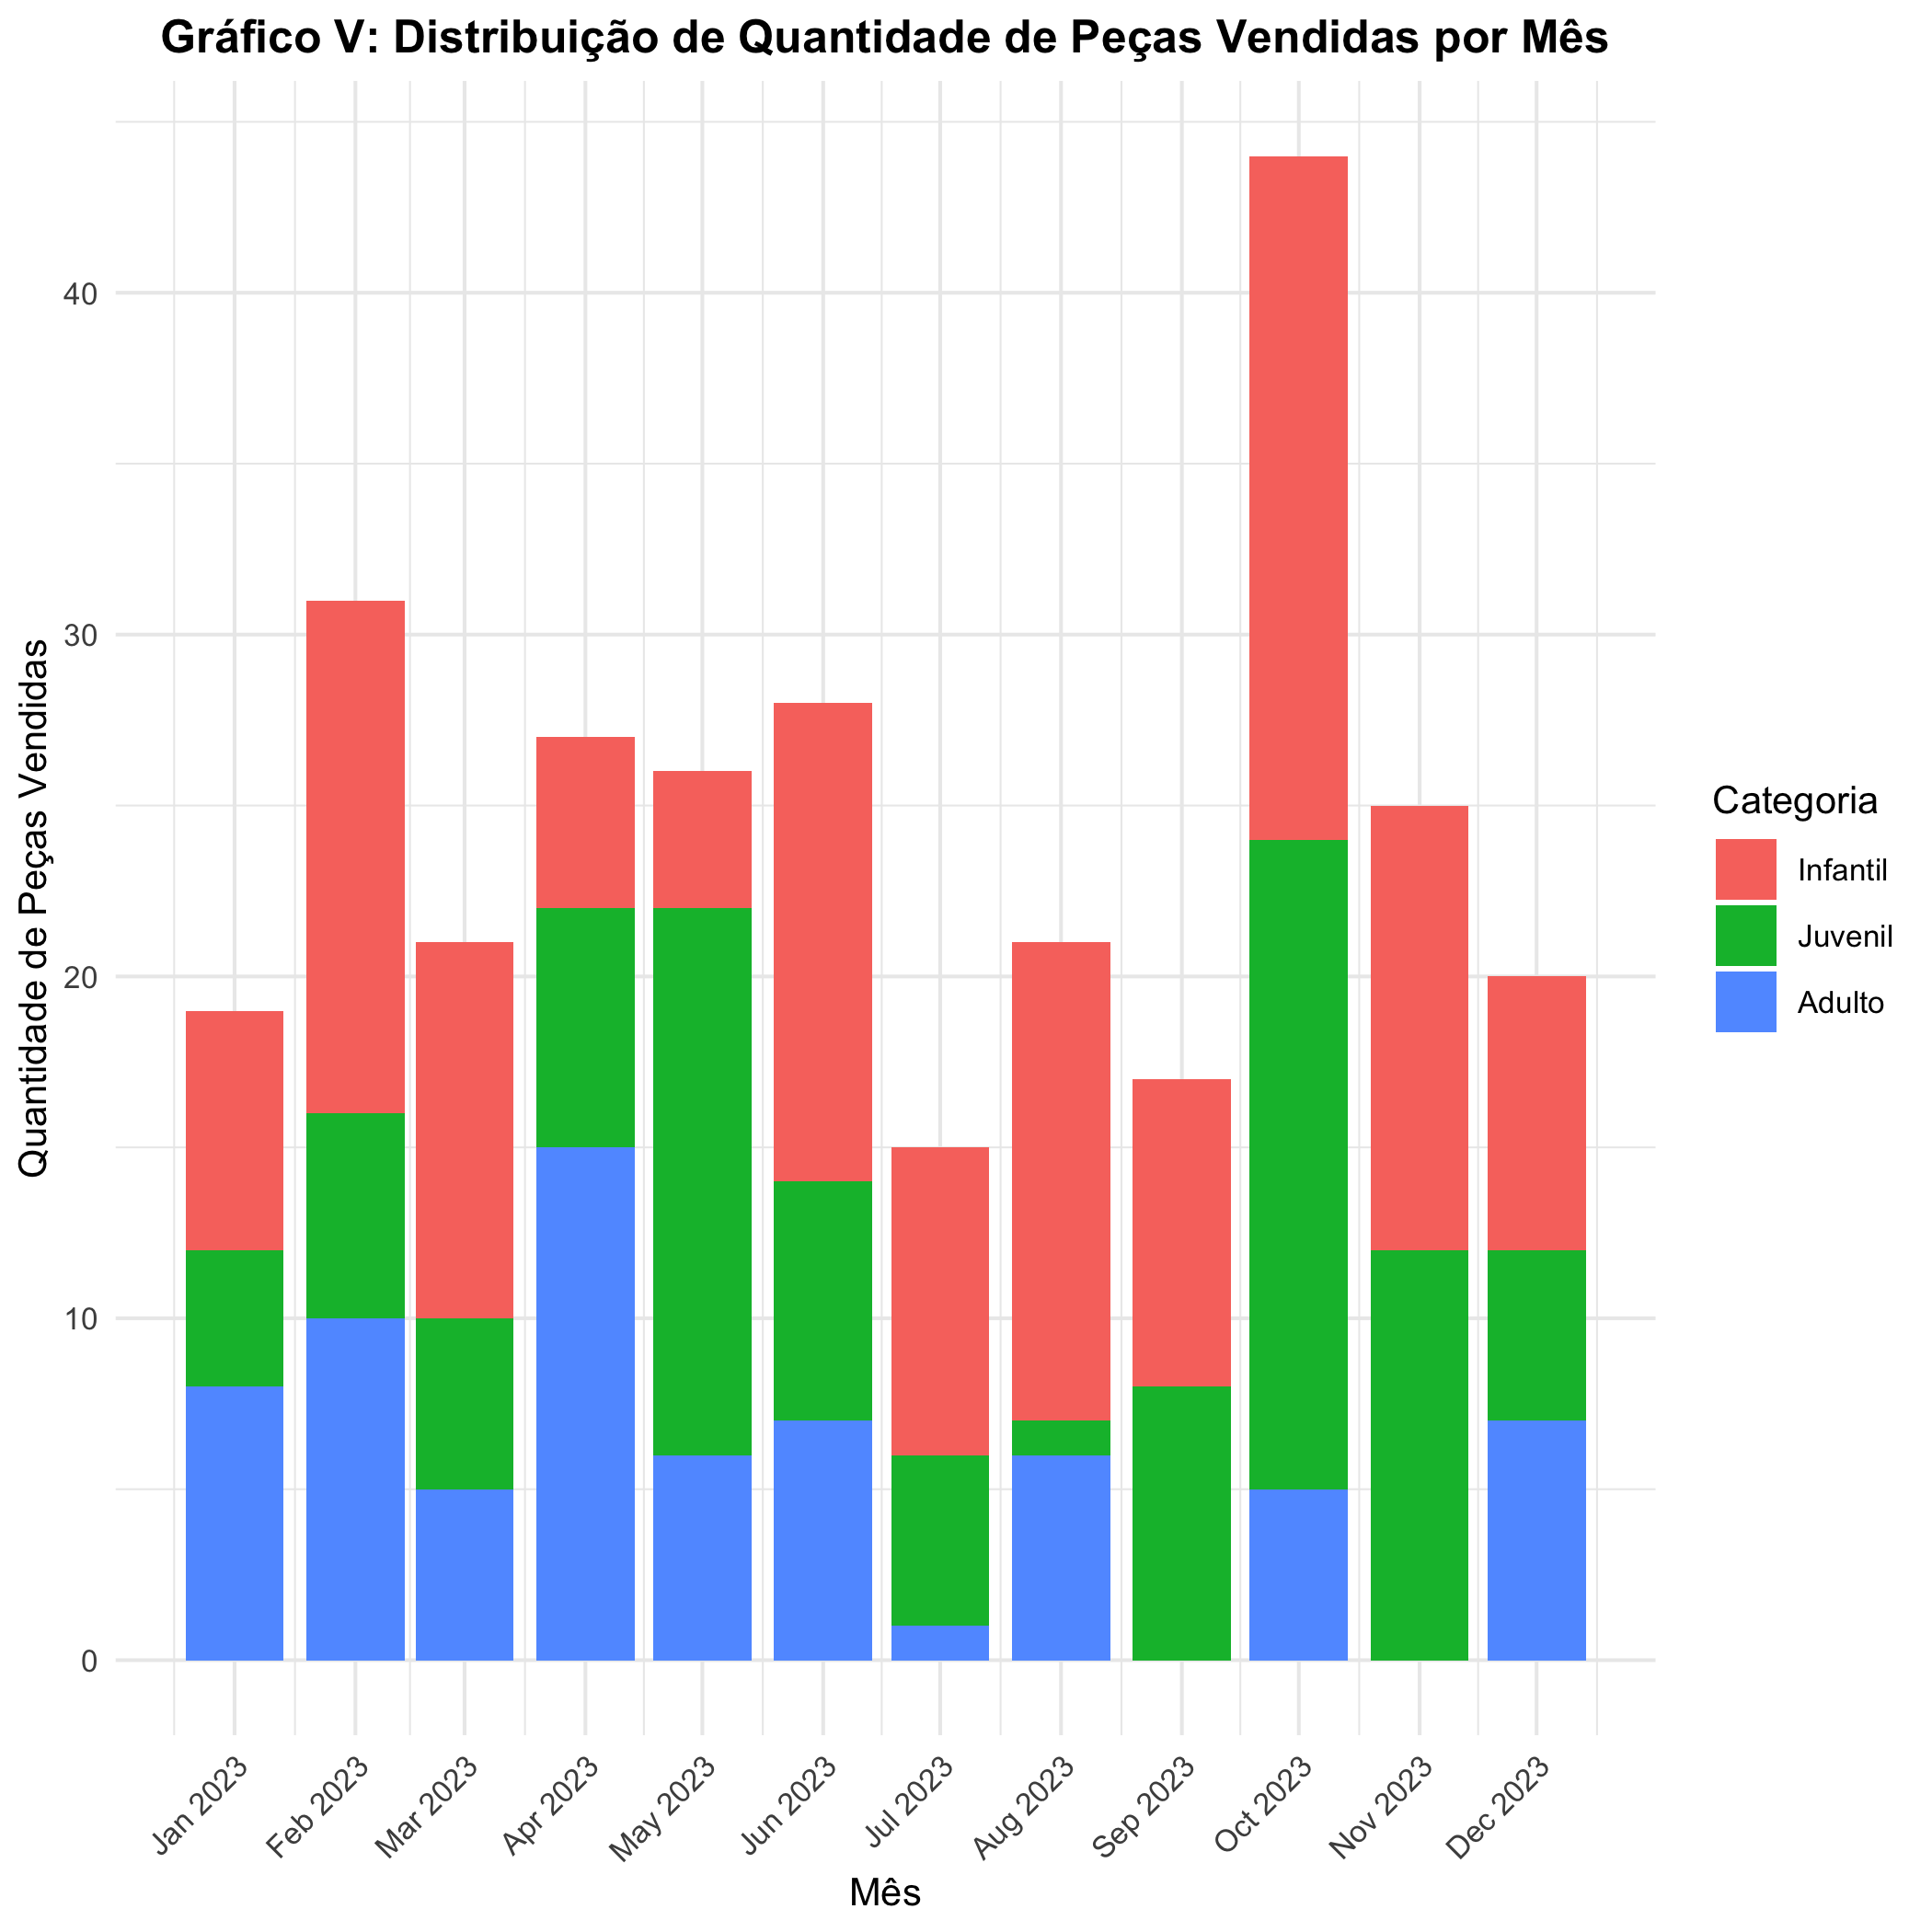 Gráfico V: Distribuição de Quantidade de Peças Vendidas por Mês
Quantidade de Peças Vendidas
40
30
20
10
0
Jan 2023
Feb 2023
Mar 2023
Apr 2023
May 2023
Jun 2023
Jul 2023
Aug 2023
Sep 2023
Oct 2023
Nov 2023
Dec 2023
Mês
Categoria
Infantil
Juvenil
Adulto